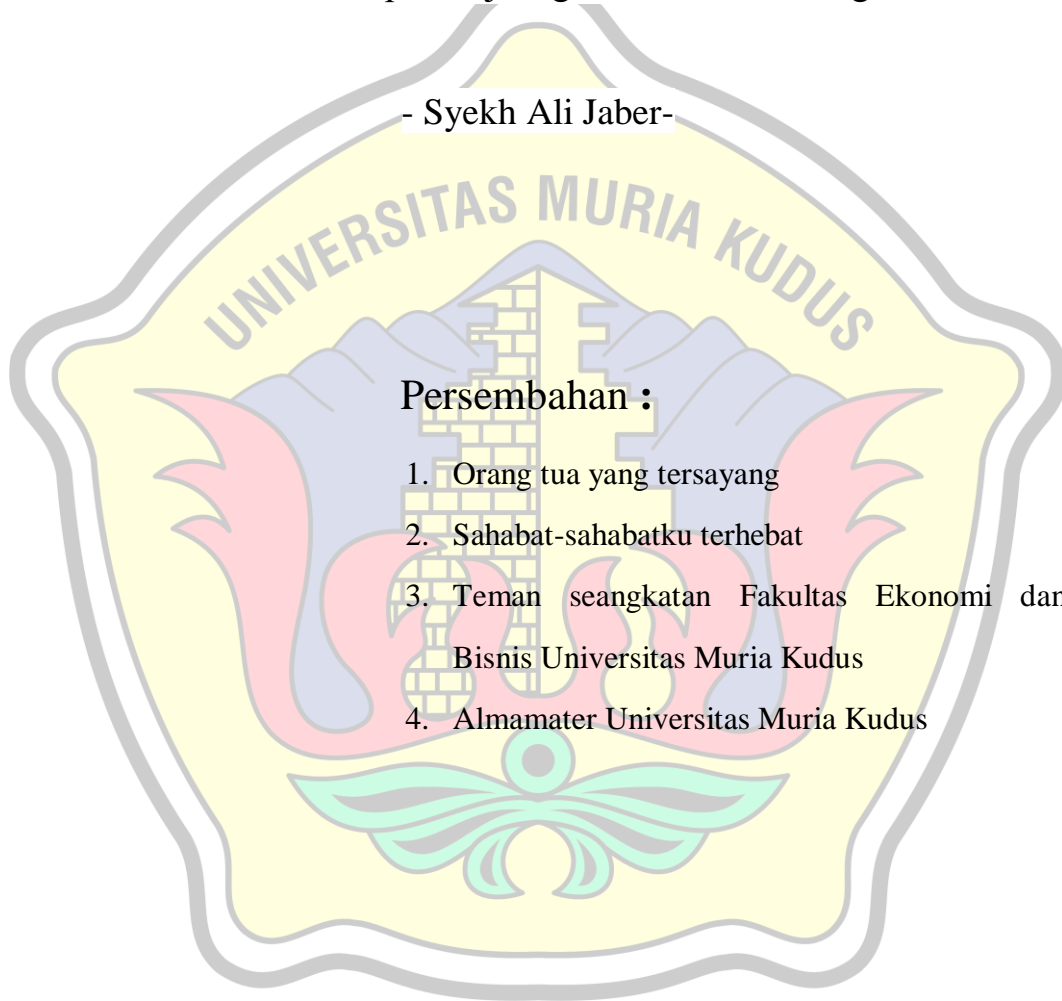 - Syekh Ali Jaber-
UNIVERSITAS MURIA KUDUS
Persembahan :
1. Orang tua yang tersayang
2. Sahabat-sahabatku terhebat
3. Teman seangkatan Fakultas Ekonomi dan
Bisnis Universitas Muria Kudus
4. Almamater Universitas Muria Kudus